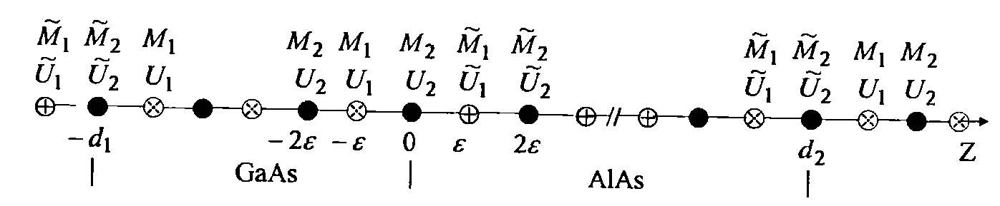 M̃₁ M̃₂ M₁ M₂ M₁ M₂ M̃₁ M̃₂ M̃₁ M̃₂ M₁ M₂
Ũ₁ Ũ₂ U₁ U₂ U₁ U₂ Ũ₁ Ũ₂ Ũ₁ Ũ₂ U₁ U₂
−d₁ −2ε −ε 0 ε 2ε d₂ Z
GaAs AlAs